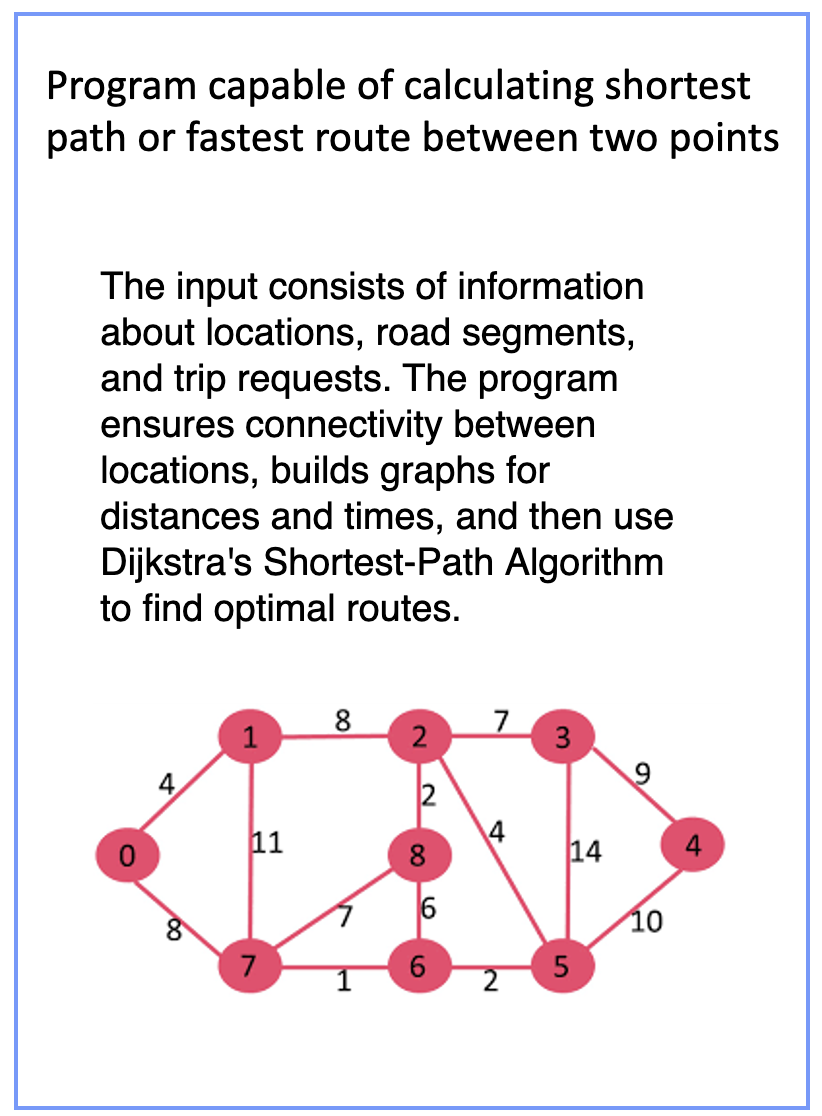 Program capable of calculating shortest
path or fastest route between two points
The input consists of information
about locations, road segments,
and trip requests. The program
ensures connectivity between
locations, builds graphs for
distances and times, and then use
Dijkstra's Shortest-Path Algorithm
to find optimal routes.
8 7
1 2 3
4 2 9
11 4 14
0 8 4
7 6
8 10
7 6 5
1 2